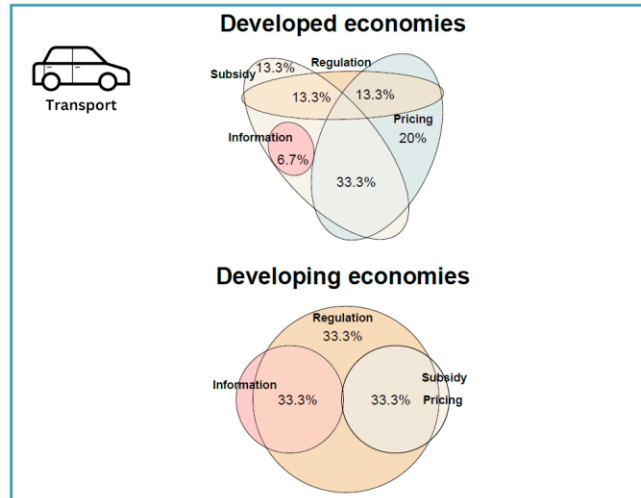 Developed economies
Transport
Regulation
Subsidy
13.3%
13.3%
13.3%
Pricing
20%
Information
6.7%
33.3%
Developing economies
Regulation
33.3%
Information
33.3%
33.3%
Subsidy
Pricing